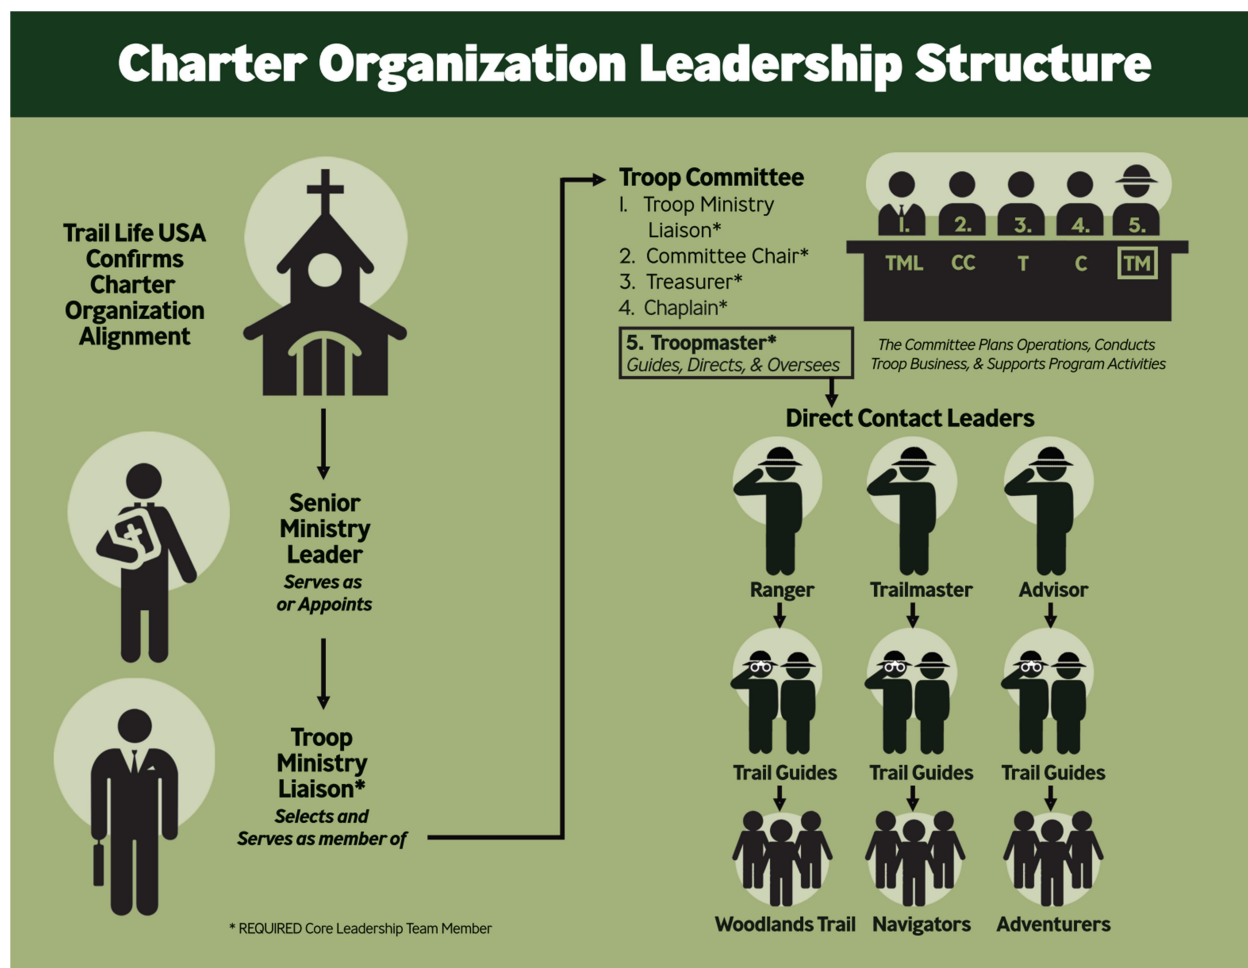 Charter Organization Leadership Structure
Trail Life USA
Confirms
Charter
Organization
Alignment
Senior
Ministry
Leader
Serves as
or Appoints
Troop
Ministry
Liaison*
Selects and
Serves as member of
* REQUIRED Core Leadership Team Member
Troop Committee
1. Troop Ministry
Liaison*
2. Committee Chair*
3. Treasurer*
4. Chaplain*
5. Troopmaster*
Guides, Directs, & Oversees
1. 2. 3. 4. 5.
TML CC T C TM
The Committee Plans Operations, Conducts
Troop Business, & Supports Program Activities
Direct Contact Leaders
Ranger Trailmaster Advisor
Trail Guides Trail Guides Trail Guides
Woodlands Trail Navigators Adventurers